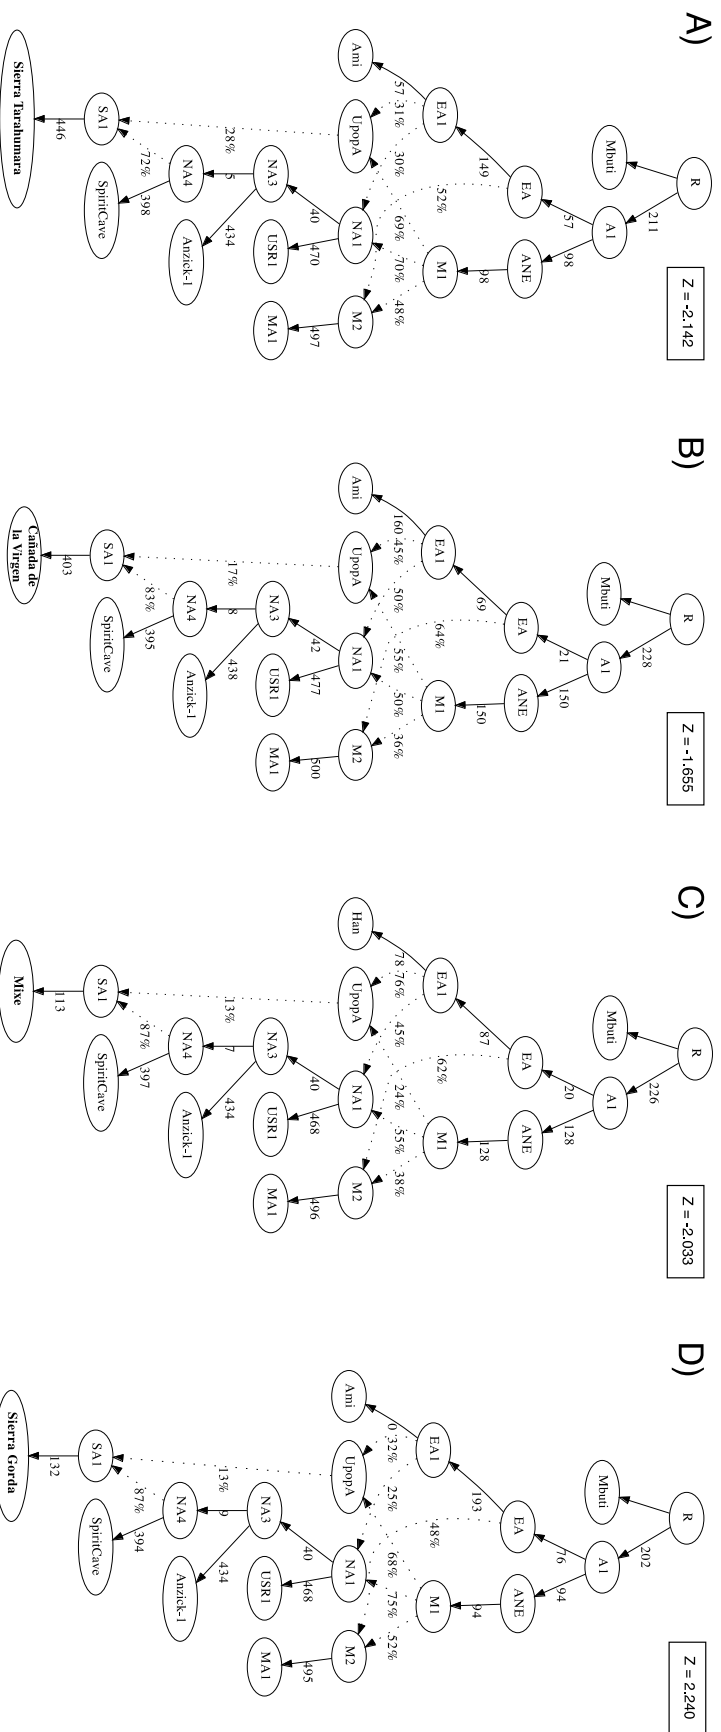 A)
Z = -2.142
R
211
Mbuti
A1
57
98
EA
ANE
149
98
EA1
52%
M1
57
31%
30%
69%
70%
48%
Ami
UpopA
NA1
M2
40
470
497
28%
NA3
USR1
MA1
5
434
72%
NA4
Anzick-1
398
SA1
SpiritCave
446
Sierra Tarahumara
B)
Z = -1.655
R
228
Mbuti
A1
21
150
EA
ANE
69
150
EA1
64%
M1
160
45%
50%
55%
50%
36%
Ami
UpopA
NA1
M2
42
477
500
17%
NA3
USR1
MA1
8
438
83%
NA4
Anzick-1
395
SA1
SpiritCave
403
Cañada de
la Virgen
C)
Z = -2.033
R
226
Mbuti
A1
20
128
EA
ANE
87
128
EA1
62%
M1
78
76%
45%
24%
55%
38%
Han
UpopA
NA1
M2
40
468
496
13%
NA3
USR1
MA1
7
434
87%
NA4
Anzick-1
397
SA1
SpiritCave
113
Mixe
D)
Z = 2.240
R
202
Mbuti
A1
76
94
EA
ANE
193
94
EA1
48%
M1
0
32%
25%
68%
75%
52%
Ami
UpopA
NA1
M2
40
468
495
13%
NA3
USR1
MA1
9
434
87%
NA4
Anzick-1
394
SA1
SpiritCave
132
Sierra Gorda